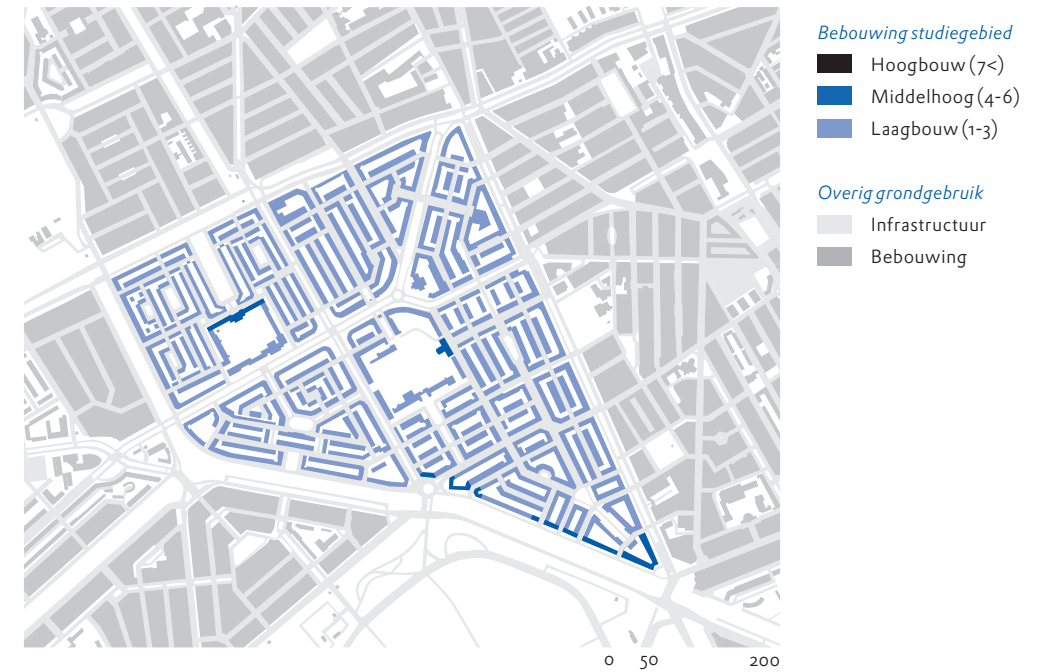 Bebouwing studiegebied
Hoogbouw (7<)
Middelhoog (4-6)
Laagbouw (1-3)
Overig grondgebruik
Infrastructuur
Bebouwing
0 50 200